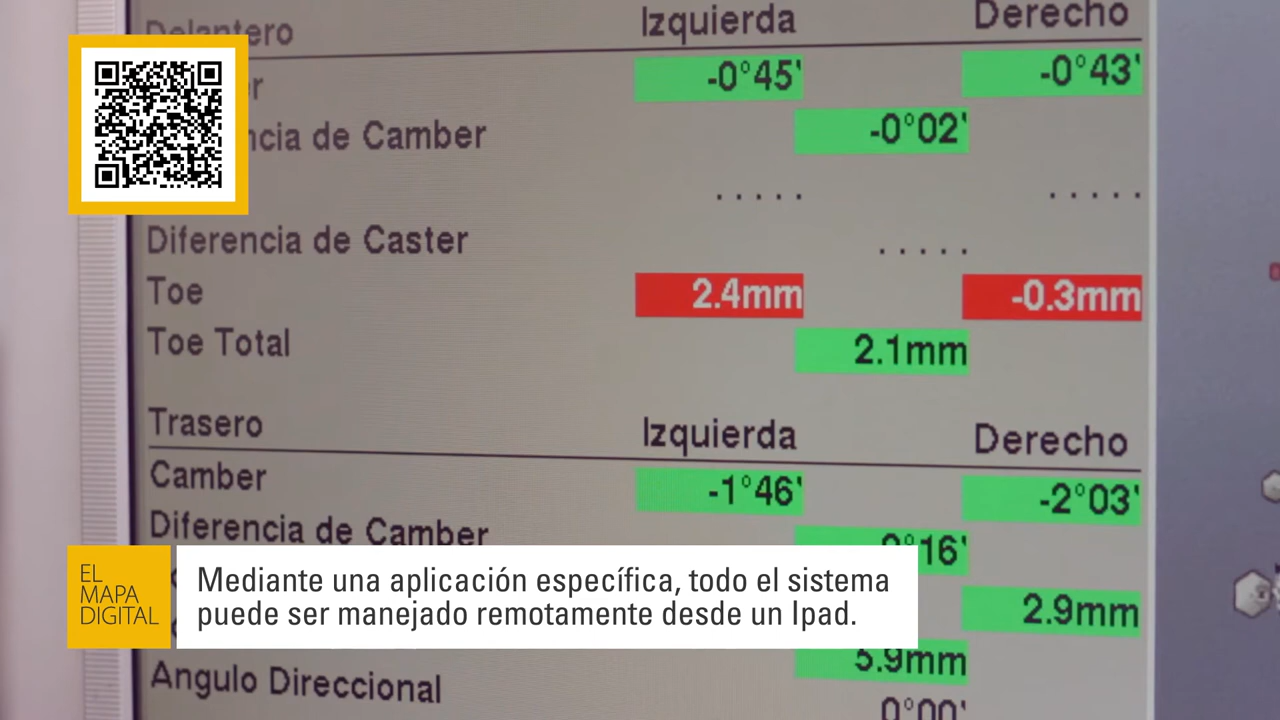 Delantero Izquierda Derecho
-0°45' -0°43'
ncia de Camber -0°02'
..... .....
Diferencia de Caster .....
Toe 2.4mm -0.3mm
Toe Total 2.1mm
Trasero Izquierda Derecho
Camber -1°46' -2°03'
Diferencia de Camber 0°16'
2.9mm
5.9mm
Angulo Direccional 0°00'
EL
MAPA
DIGITAL
Mediante una aplicación específica, todo el sistema
puede ser manejado remotamente desde un Ipad.